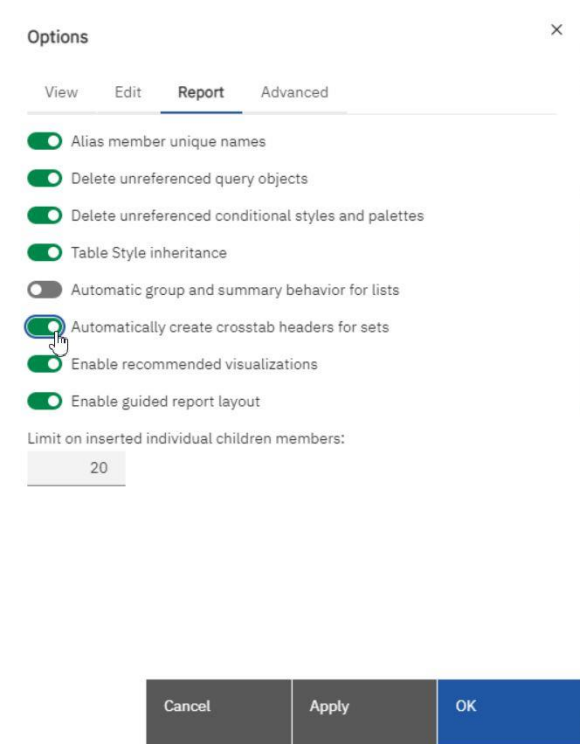 Options
View Edit Report Advanced
Alias member unique names
Delete unreferenced query objects
Delete unreferenced conditional styles and palettes
Table Style inheritance
Automatic group and summary behavior for lists
Automatically create crosstab headers for sets
Enable recommended visualizations
Enable guided report layout
Limit on inserted individual children members:
20
Cancel Apply OK